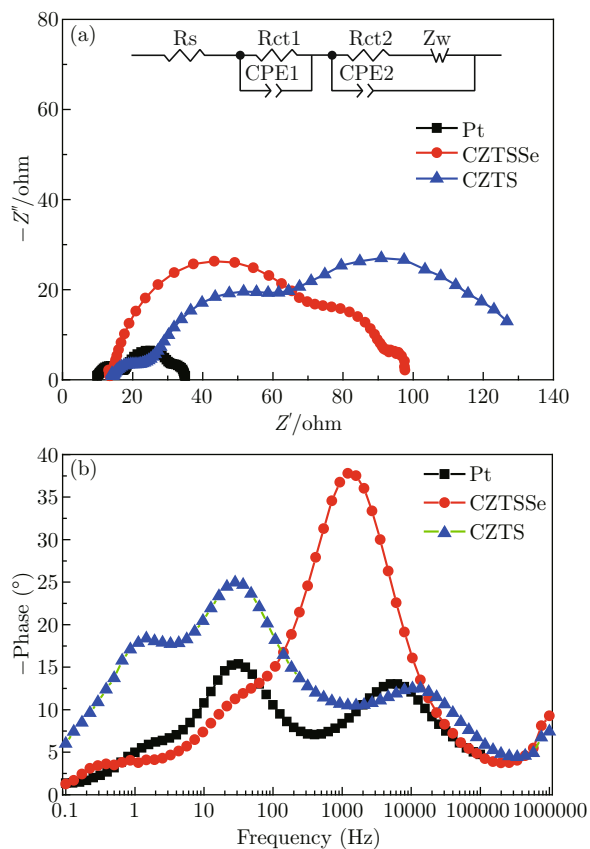 (a)
Rs Rct1 Rct2 Zw
CPE1 CPE2
Pt
CZTSSe
CZTS
−Z″/ohm
80
60
40
20
0
0 20 40 60 80 100 120 140
Z′/ohm
(b)
Pt
CZTSSe
CZTS
−Phase (°)
40
35
30
25
20
15
10
5
0
0.1 1 10 100 1000 10000 100000 1000000
Frequency (Hz)